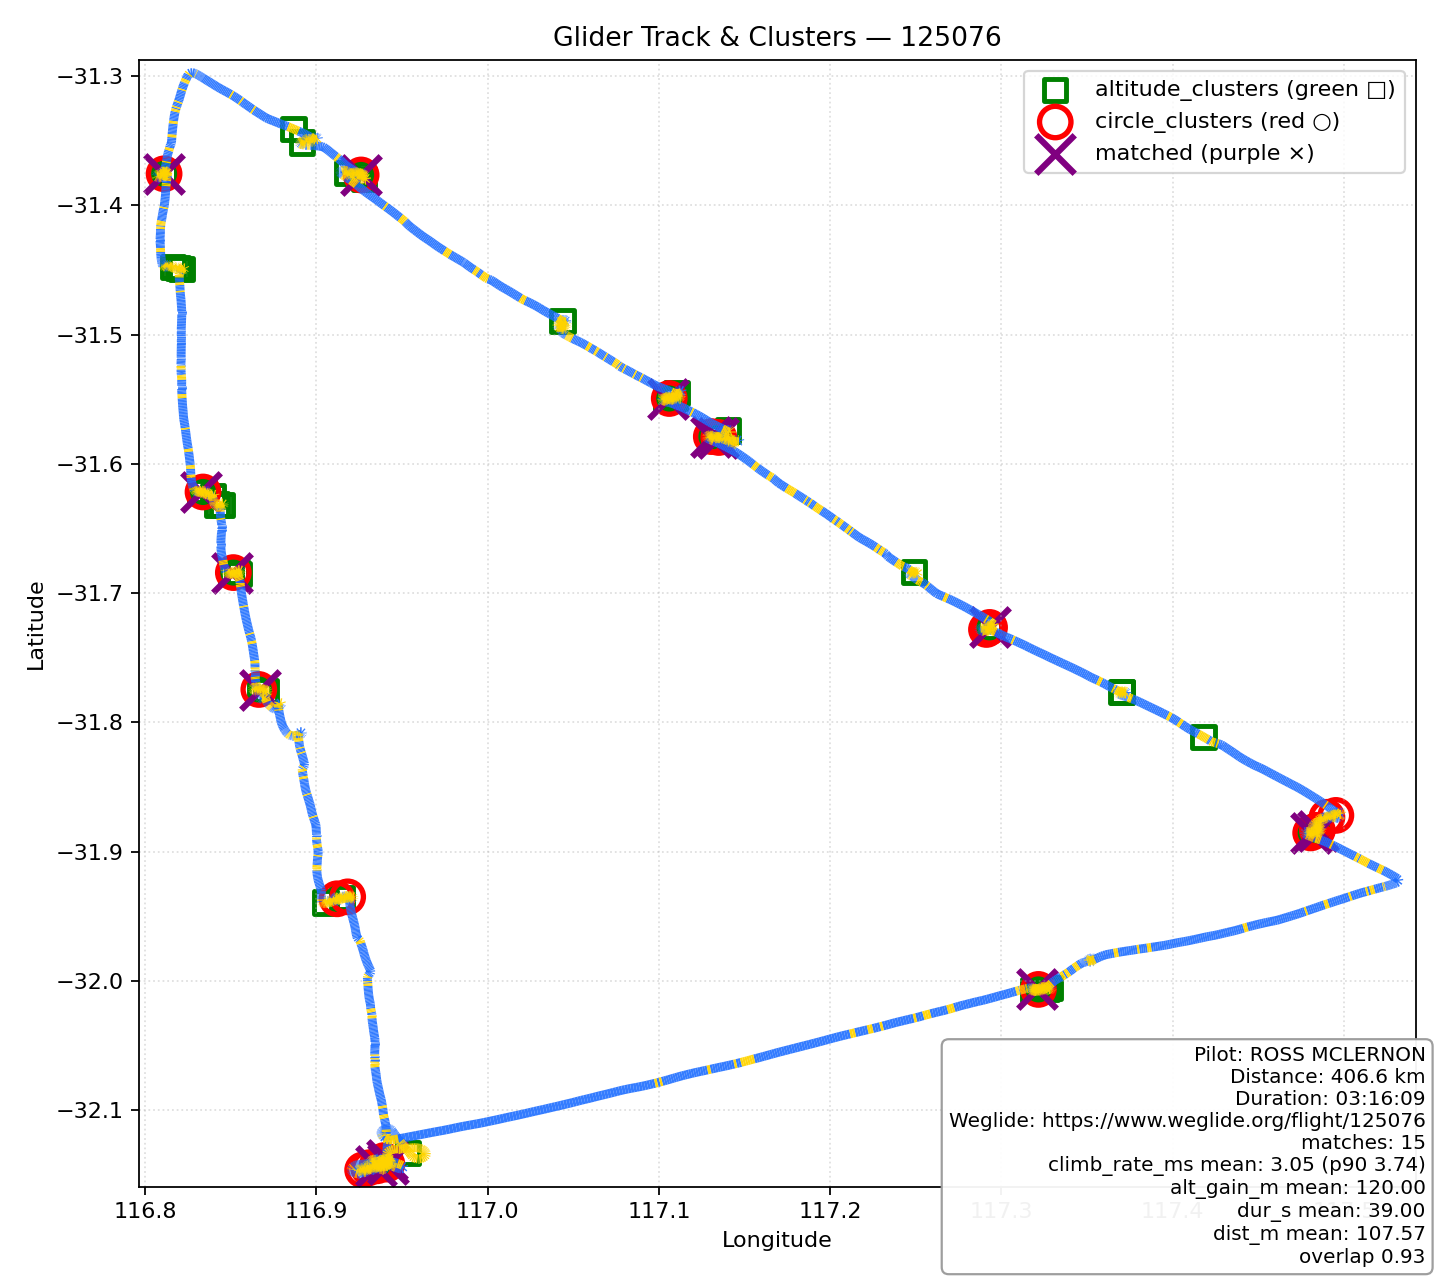 Glider Track & Clusters — 125076
altitude_clusters (green □)
circle_clusters (red ○)
matched (purple ×)
−31.3
−31.4
−31.5
−31.6
−31.7
−31.8
−31.9
−32.0
−32.1
Latitude
116.8
116.9
117.0
117.1
117.2
117.3
117.4
Longitude
Pilot: ROSS MCLERNON
Distance: 406.6 km
Duration: 03:16:09
Weglide: https://www.weglide.org/flight/125076
matches: 15
climb_rate_ms mean: 3.05 (p90 3.74)
alt_gain_m mean: 120.00
dur_s mean: 39.00
dist_m mean: 107.57
overlap 0.93